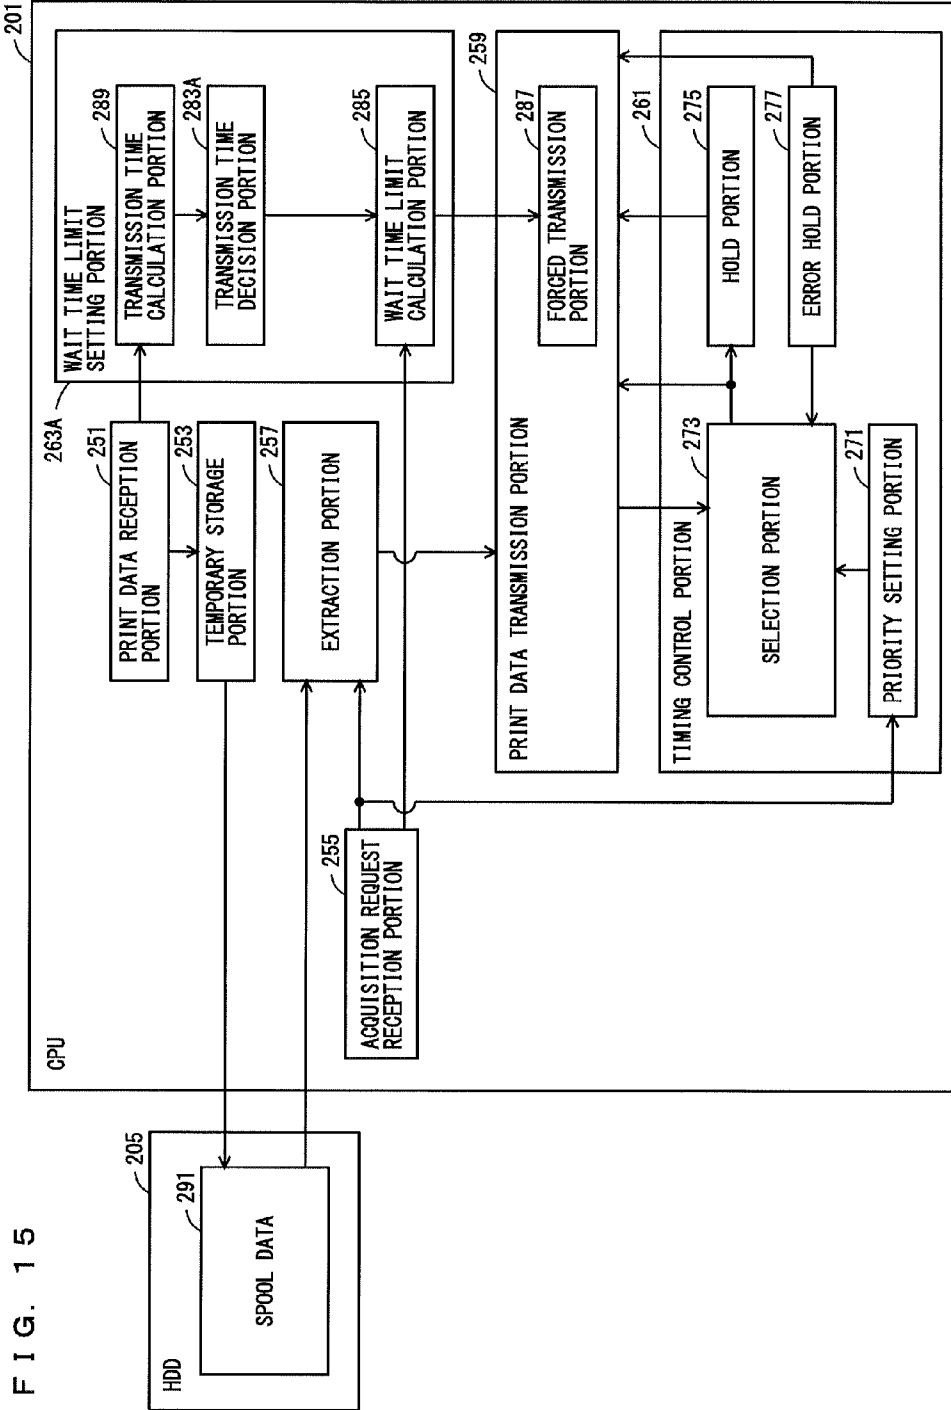 FIG. 15
HDD
205
291
SPOOL DATA
CPU
201
255
ACQUISITION REQUEST
RECEPTION PORTION
251
PRINT DATA RECEPTION
PORTION
253
TEMPORARY STORAGE
PORTION
257
EXTRACTION PORTION
263A
WAIT TIME LIMIT
SETTING PORTION
289
TRANSMISSION TIME
CALCULATION PORTION
283A
TRANSMISSION TIME
DECISION PORTION
285
WAIT TIME LIMIT
CALCULATION PORTION
259
PRINT DATA TRANSMISSION PORTION
287
FORCED TRANSMISSION
PORTION
261
TIMING CONTROL PORTION
273
SELECTION PORTION
275
HOLD PORTION
277
ERROR HOLD PORTION
271
PRIORITY SETTING PORTION